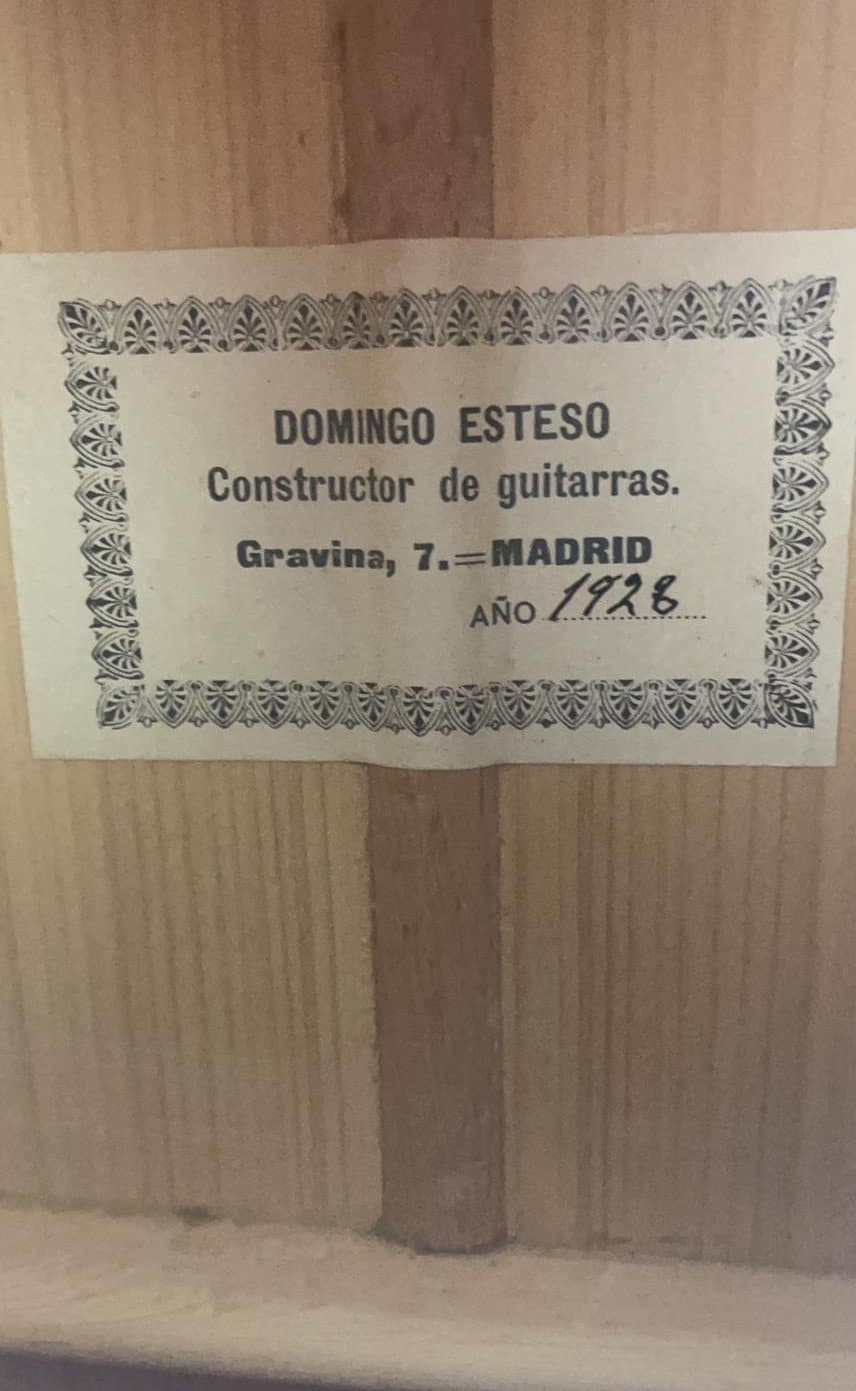 DOMINGO ESTESO
Constructor de guitarras.
Gravina, 7.=MADRID
AÑO 1928